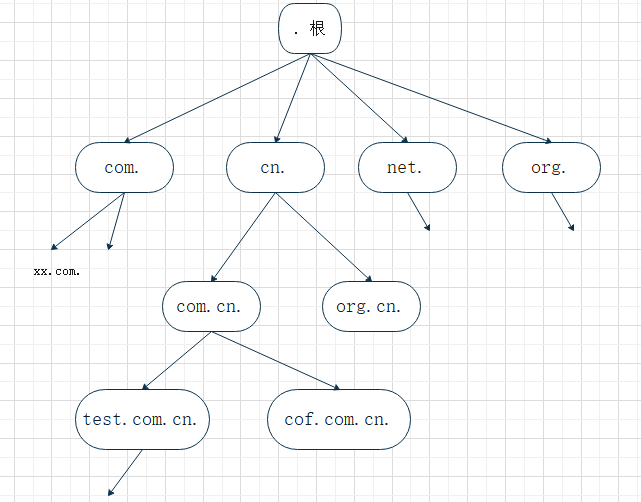 . 根
com.
cn.
net.
org.
xx.com.
com.cn.
org.cn.
test.com.cn.
cof.com.cn.